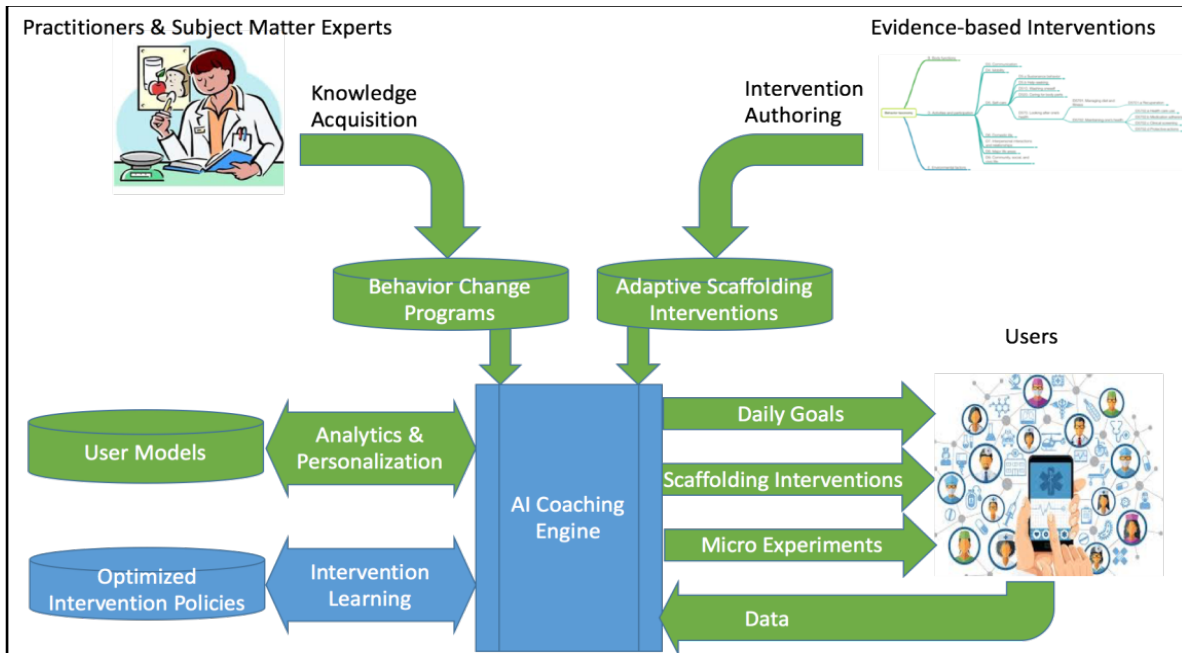 Practitioners & Subject Matter Experts
Evidence-based Interventions
Knowledge
Acquisition
Intervention
Authoring
Behavior Change
Programs
Adaptive Scaffolding
Interventions
Users
User Models
Analytics &
Personalization
AI Coaching
Engine
Daily Goals
Scaffolding Interventions
Micro Experiments
Optimized
Intervention Policies
Intervention
Learning
Data